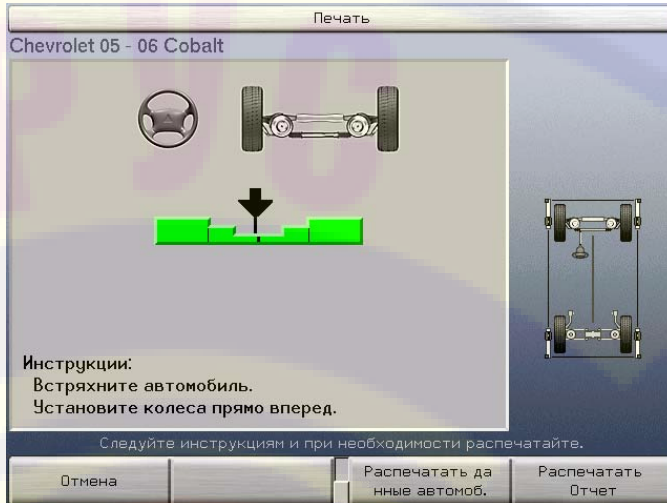 Печать
Chevrolet 05 - 06 Cobalt
Инструкции:
Встряхните автомобиль.
Установите колеса прямо вперед.
Следуйте инструкциям и при необходимости распечатайте.
Отмена
Распечатать да
нные автомоб.
Распечатать
Отчет